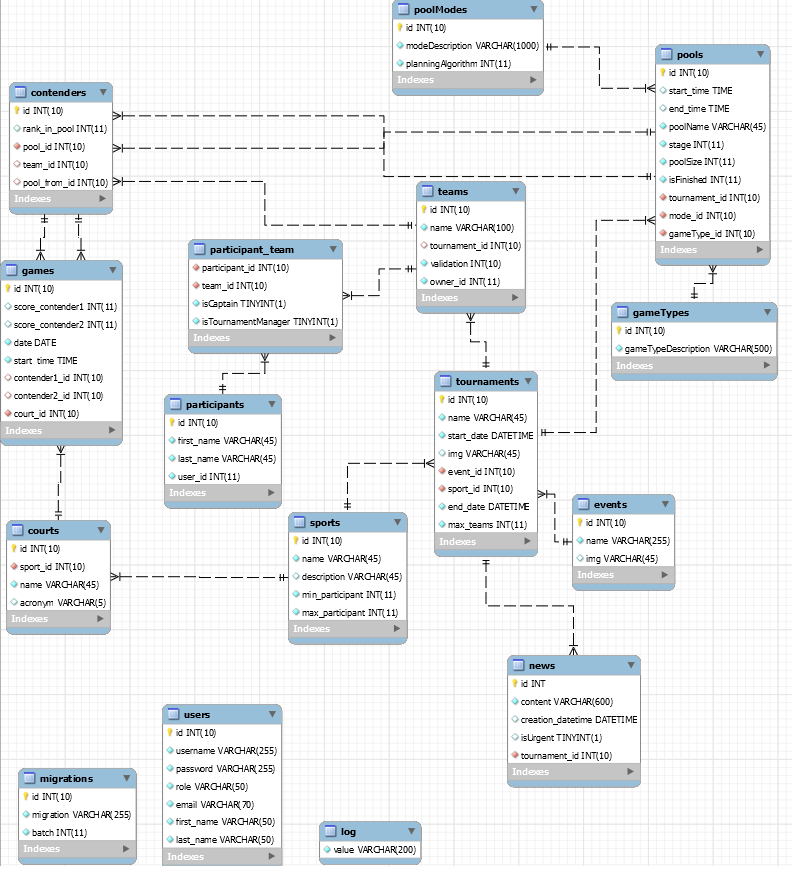 poolModes
id INT(10)
modeDescription VARCHAR(1000)
planningAlgorithm INT(11)
Indexes
pools
id INT(10)
start_time TIME
end_time TIME
poolName VARCHAR(45)
stage INT(11)
poolSize INT(11)
isFinished INT(11)
tournament_id INT(10)
mode_id INT(10)
gameType_id INT(10)
Indexes
contenders
id INT(10)
rank_in_pool INT(11)
pool_id INT(10)
team_id INT(10)
pool_from_id INT(10)
Indexes
teams
id INT(10)
name VARCHAR(100)
tournament_id INT(10)
validation INT(10)
owner_id INT(11)
Indexes
participant_team
participant_id INT(10)
team_id INT(10)
isCaptain TINYINT(1)
isTournamentManager TINYINT(1)
Indexes
games
id INT(10)
score_contender1 INT(11)
score_contender2 INT(11)
date DATE
start_time TIME
contender1_id INT(10)
contender2_id INT(10)
court_id INT(10)
Indexes
gameTypes
id INT(10)
gameTypeDescription VARCHAR(500)
Indexes
tournaments
id INT(10)
name VARCHAR(45)
start_date DATETIME
img VARCHAR(45)
event_id INT(10)
sport_id INT(10)
end_date DATETIME
max_teams INT(11)
Indexes
participants
id INT(10)
first_name VARCHAR(45)
last_name VARCHAR(45)
user_id INT(11)
Indexes
events
id INT(10)
name VARCHAR(255)
img VARCHAR(45)
Indexes
sports
id INT(10)
name VARCHAR(45)
description VARCHAR(45)
min_participant INT(11)
max_participant INT(11)
Indexes
courts
id INT(10)
sport_id INT(10)
name VARCHAR(45)
acronym VARCHAR(5)
Indexes
news
id INT
content VARCHAR(600)
creation_datetime DATETIME
isUrgent TINYINT(1)
tournament_id INT(10)
Indexes
users
id INT(10)
username VARCHAR(255)
password VARCHAR(255)
role VARCHAR(50)
email VARCHAR(70)
first_name VARCHAR(50)
last_name VARCHAR(50)
Indexes
migrations
id INT(10)
migration VARCHAR(255)
batch INT(11)
Indexes
log
value VARCHAR(200)